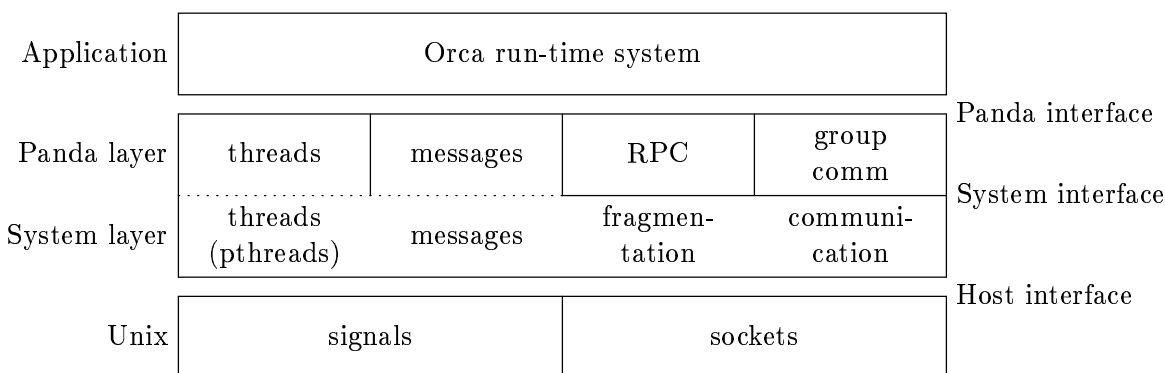 Application
Orca run-time system
Panda interface
Panda layer
threads
messages
RPC
group
comm
System interface
System layer
threads
(pthreads)
messages
fragmen-
tation
communi-
cation
Host interface
Unix
signals
sockets